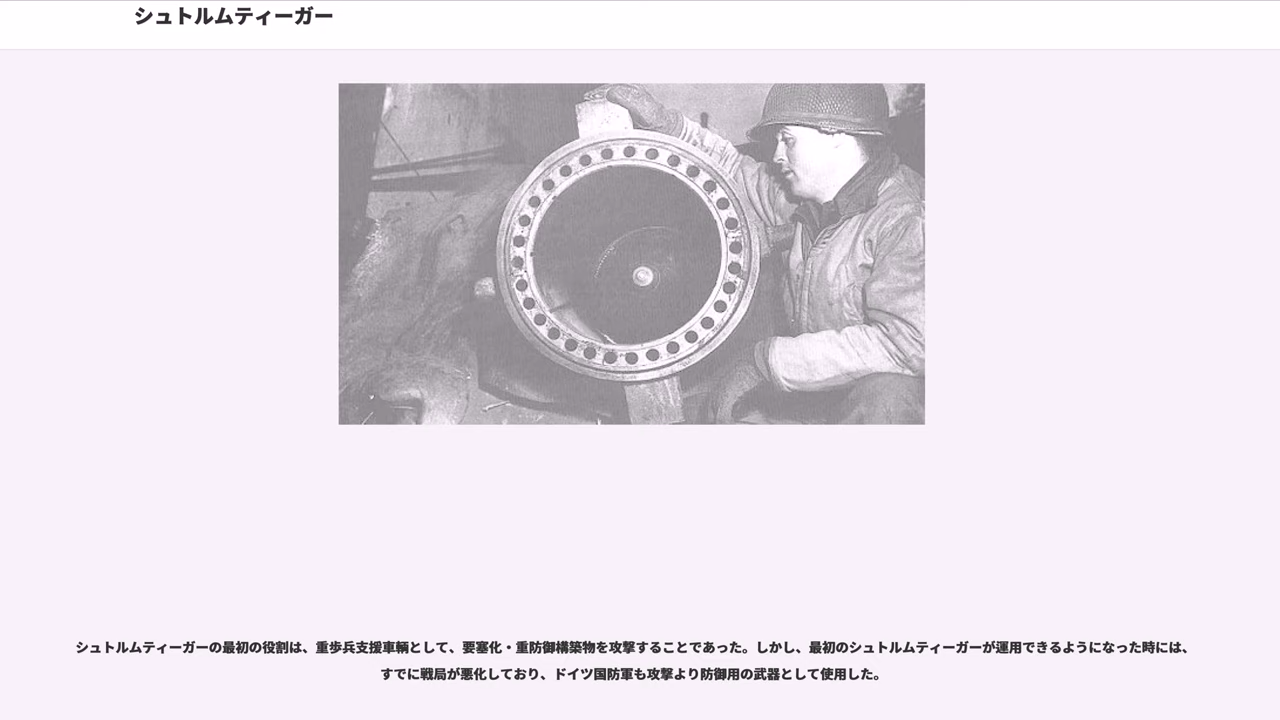 シュトルムティーガー
シュトルムティーガーの最初の役割は、重歩兵支援車輌として、要塞化・重防御構築物を攻撃することであった。しかし、最初のシュトルムティーガーが運用できるようになった時には、
すでに戦局が悪化しており、ドイツ国防軍も攻撃より防御用の武器として使用した。